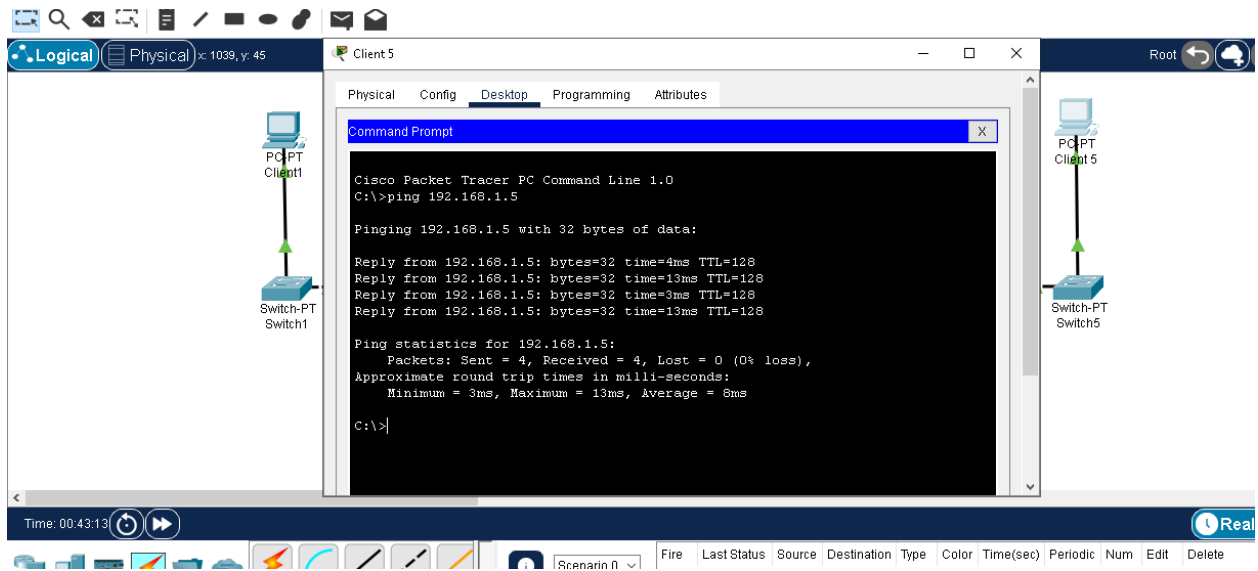 Logical Physical x: 1039, y: 45
Root
Client 5
Physical Config Desktop Programming Attributes
Command Prompt
X
Cisco Packet Tracer PC Command Line 1.0
C:\>ping 192.168.1.5
Pinging 192.168.1.5 with 32 bytes of data:
Reply from 192.168.1.5: bytes=32 time=4ms TTL=128
Reply from 192.168.1.5: bytes=32 time=13ms TTL=128
Reply from 192.168.1.5: bytes=32 time=3ms TTL=128
Reply from 192.168.1.5: bytes=32 time=13ms TTL=128
Ping statistics for 192.168.1.5:
Packets: Sent = 4, Received = 4, Lost = 0 (0% loss),
Approximate round trip times in milli-seconds:
Minimum = 3ms, Maximum = 13ms, Average = 8ms
C:\>
PC-PT
Client1
Switch-PT
Switch1
PC-PT
Client 5
Switch-PT
Switch5
Time: 00:43:13
Real
Scenario 0
Fire Last Status Source Destination Type Color Time(sec) Periodic Num Edit Delete